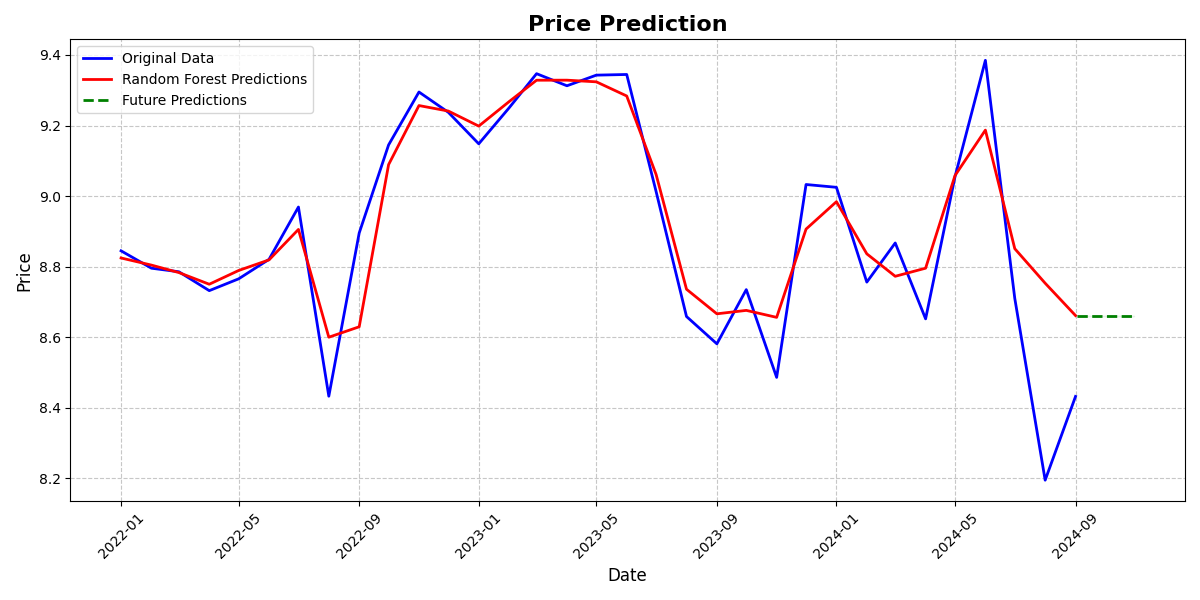 Price Prediction
Original Data
Random Forest Predictions
Future Predictions
Price
9.4
9.2
9.0
8.8
8.6
8.4
8.2
2022-01
2022-05
2022-09
2023-01
2023-05
2023-09
2024-01
2024-05
2024-09
Date